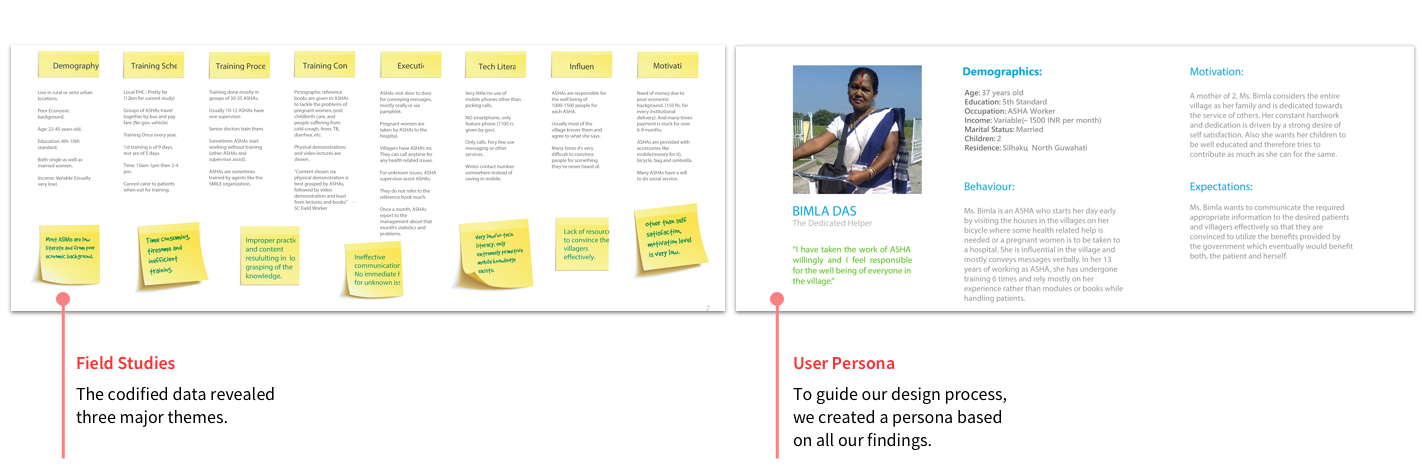 Demography
Training Sche
Training Proce
Training Con
Executi
Tech Litera
Influen
Motivati
Live in rural or semi urban
locations.
Poor Economic
background.
Age: 22-45 years old.
Education: 4th-10th
standard.
Both single as well as
married women.
Income: Variable (Usually
very low)
Local PHC : Pretty far
(12km for current study)
Groups of ASHAs travel
together by bus and pay
fare (No gov. vehicle)
Training Once every year.
1st training is of 9 days,
rest are of 5 days.
Time: 10am-1pm then 2-4
pm.
Cannot cater to patients
when out for training.
Training done mostly in
groups of 30-35 ASHAs.
Usually 10-12 ASHAs have
one supervisor.
Senior doctors train them.
Sometimes ASHAs start
working without training
(other ASHAs and
supervisor assist).
ASHAs are sometimes
trained by agents like the
SMILE organization.
Pictographic reference
books are given to ASHAs
to tackle the problems of
pregnant women, post
childbirth care, and
people suffering from
cold-cough, fever, TB,
diarrhea, etc.
Physical demonstrations
and video lectures are
shown.
"Content shown via
physical demonstration is
best grasped by ASHAs,
followed by video
demonstration and least
from lectures and books." -
SC Field Worker
ASHAs visit door to door
for conveying messages,
mostly orally or via
pamphlet.
Pregnant women are
taken by ASHAs to the
hospital.
Villagers have ASHA's no.
They can call anytime for
any health related issues.
For unknown issues, ASHA
supervisor assist ASHAs.
They do not refer to the
reference book much.
Once a month, ASHAs
report to the
management about that
month's statistics and
problems.
Very little/no use of
mobile phones other than
picking calls.
NO smartphone, only
feature phone (1100 rs.
given by gov).
Only calls. Very few use
messaging or other
services.
Writes contact number
somewhere instead of
saving in mobile.
ASHAs are responsible for
the well being of
1000-1500 people for
each ASHA.
Usually most of the
village knows them and
agree to what she says.
Many times it's very
difficult to convince
people for something
they've never heard of.
Need of money due to
poor economic
background. (150 Rs. for
every institutional
delivery). And many times
payment is stuck for over
6-9 months.
ASHAs are provided with
accessories like
mobile(money for it),
bicycle, bag and umbrella.
Many ASHAs have a will
to do social service.
Most ASHAs are low
literate and from poor
economic background.
Time consuming,
tiresome and
inefficient
training.
Improper practic
and content
resulting in lo
grasping of the
knowledge.
Ineffective
communication
No immediate h
for unknown iss
Very low/no tech
literacy. only
extremely primitive
mobile knowledge
exists.
Lack of resourc
to convince the
villagers
effectively.
Other than self
satisfaction,
motivation level
is very low.
2
BIMLA DAS
The Dedicated Helper
"I have taken the work of ASHA
willingly and I feel responsible
for the well being of everyone in
the village."
Demographics:
Age: 37 years old
Education: 5th Standard
Occupation: ASHA Worker
Income: Variable(~ 1500 INR per month)
Marital Status: Married
Children: 2
Residence: Silhaku, North Guwahati
Behaviour:
Ms. Bimla is an ASHA who starts her day early
by visiting the houses in the villages on her
bicycle where some health related help is
needed or a pregnant women is to be taken to
a hospital. She is influential in the village and
mostly conveys messages verbally. In her 13
years of working as ASHA, she has undergone
training 6 times and rely mostly on her
experience rather than modules or books while
handling patients.
Motivation:
A mother of 2, Ms. Bimla considers the entire
village as her family and is dedicated towards
the service of others. Her constant hardwork
and dedication is driven by a strong desire of
self satisfaction. Also she wants her children to
be well educated and therefore tries to
contribute as much as she can for the same.
Expectations:
Ms. Bimla wants to communicate the required
appropriate information to the desired patients
and villagers effectively so that they are
convinced to utilize the benefits provided by
the government which eventually would benefit
both, the patient and herself.
Field Studies
The codified data revealed
three major themes.
User Persona
To guide our design process,
we created a persona based
on all our findings.